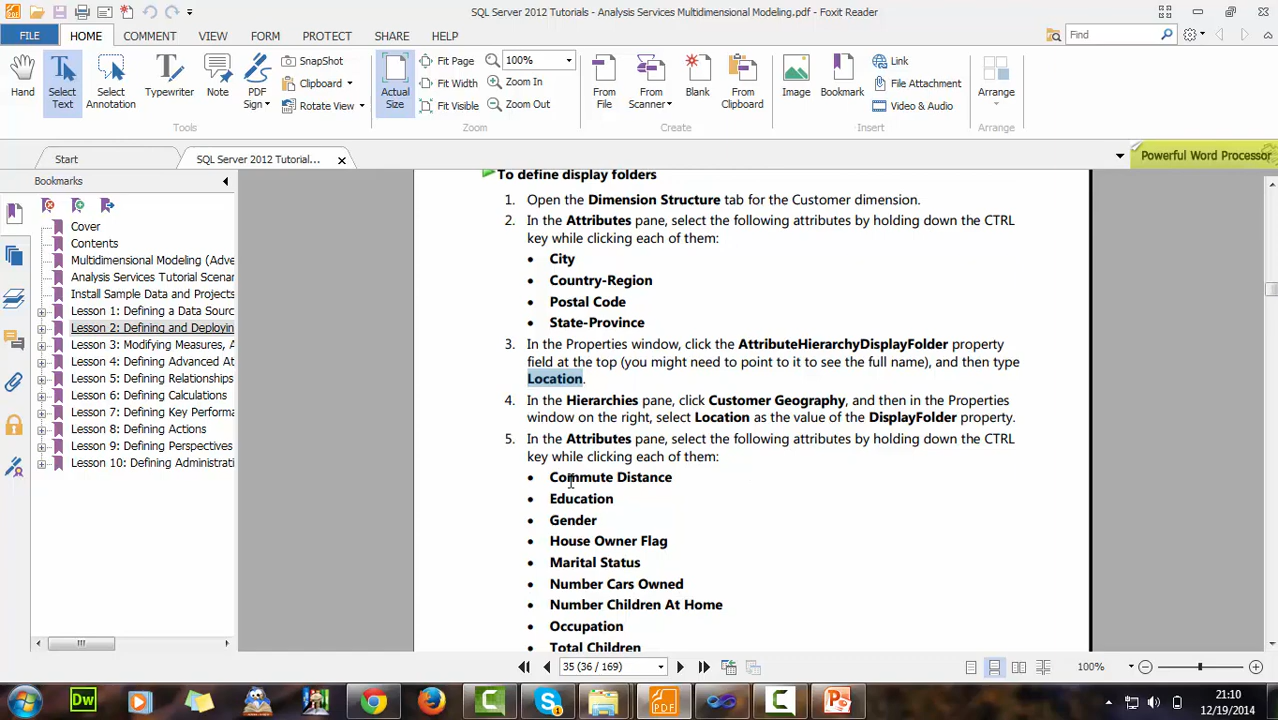 SQL Server 2012 Tutorials - Analysis Services Multidimensional Modeling.pdf - Foxit Reader
FILE HOME COMMENT VIEW FORM PROTECT SHARE HELP
Find
Hand
Select Text
Select Annotation
Typewriter
Note
PDF Sign
SnapShot
Clipboard
Rotate View
Tools
Actual Size
Fit Page
Fit Width
Fit Visible
100%
Zoom In
Zoom Out
Zoom
From File
From Scanner
Blank
From Clipboard
Create
Image
Bookmark
Link
File Attachment
Video & Audio
Insert
Arrange
Arrange
Start
SQL Server 2012 Tutorial...
Powerful Word Processor
Bookmarks
Cover
Contents
Multidimensional Modeling (Adve
Analysis Services Tutorial Scenar
Install Sample Data and Projects
Lesson 1: Defining a Data Sourc
Lesson 2: Defining and Deployin
Lesson 3: Modifying Measures, A
Lesson 4: Defining Advanced At
Lesson 5: Defining Relationships
Lesson 6: Defining Calculations
Lesson 7: Defining Key Performa
Lesson 8: Defining Actions
Lesson 9: Defining Perspectives
Lesson 10: Defining Administrati
To define display folders
1. Open the Dimension Structure tab for the Customer dimension.
2. In the Attributes pane, select the following attributes by holding down the CTRL
key while clicking each of them:
• City
• Country-Region
• Postal Code
• State-Province
3. In the Properties window, click the AttributeHierarchyDisplayFolder property
field at the top (you might need to point to it to see the full name), and then type
Location.
4. In the Hierarchies pane, click Customer Geography, and then in the Properties
window on the right, select Location as the value of the DisplayFolder property.
5. In the Attributes pane, select the following attributes by holding down the CTRL
key while clicking each of them:
• Commute Distance
• Education
• Gender
• House Owner Flag
• Marital Status
• Number Cars Owned
• Number Children At Home
• Occupation
• Total Children
35 (36 / 169)
100%
21:10
12/19/2014